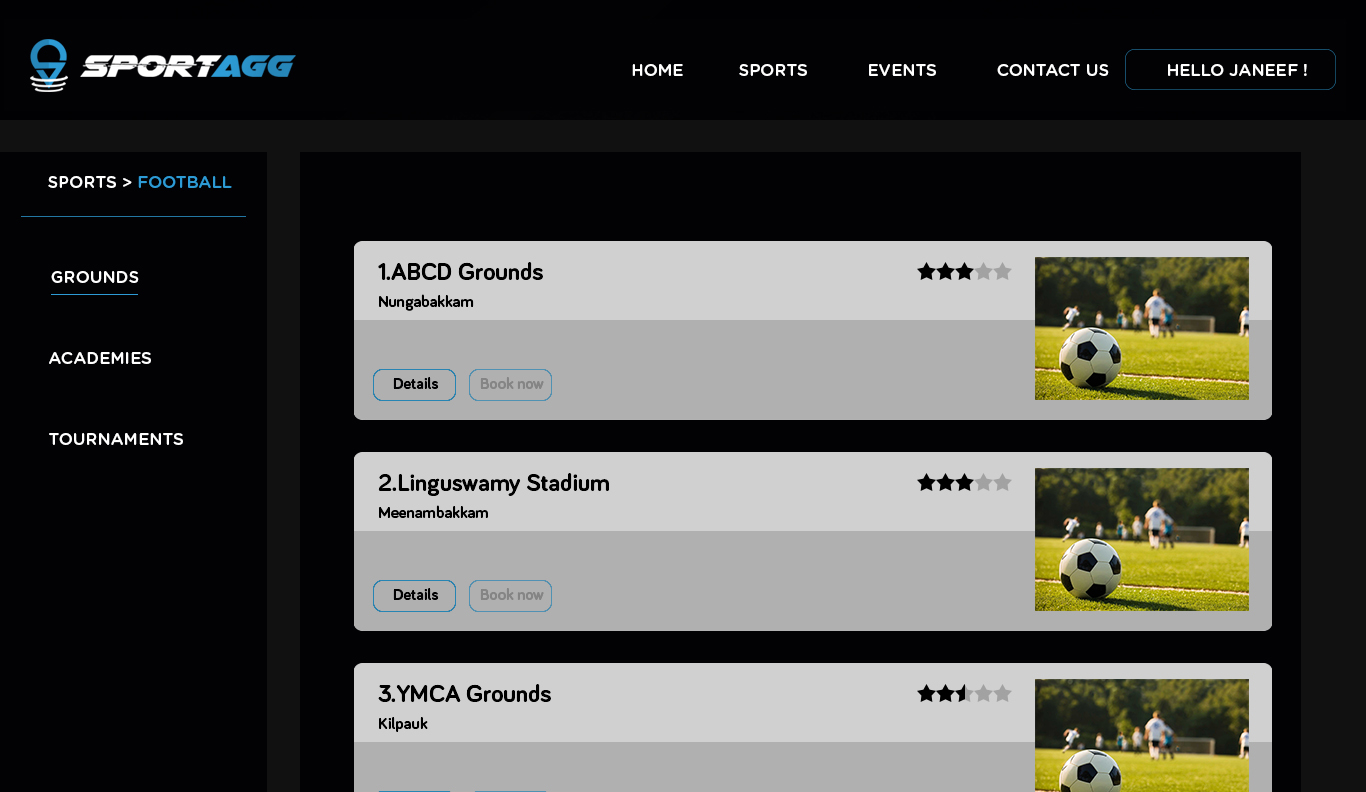 SPORTAGG
HOME SPORTS EVENTS CONTACT US HELLO JANEEF !
SPORTS > FOOTBALL
GROUNDS
ACADEMIES
TOURNAMENTS
1.ABCD Grounds
Nungabakkam
Details Book now
2.Linguswamy Stadium
Meenambakkam
Details Book now
3.YMCA Grounds
Kilpauk